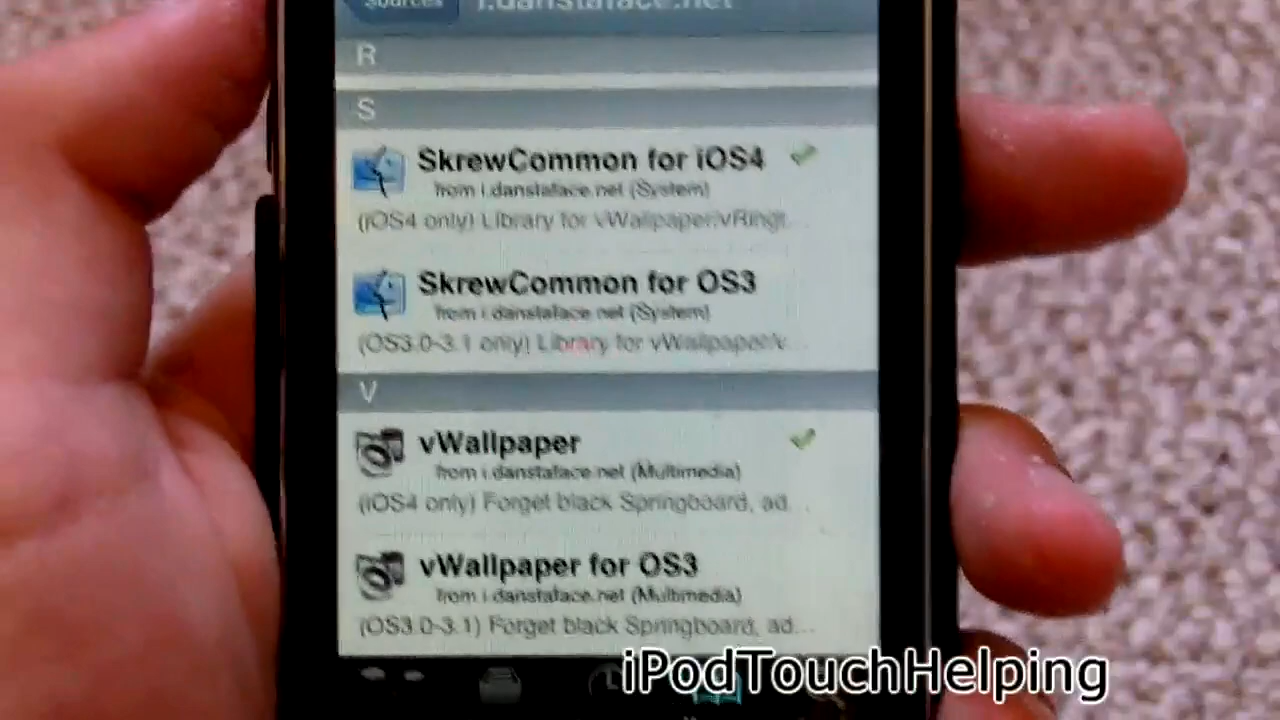 Sources
i.danstaface.net
R
S
SkrewCommon for iOS4
from i.danstaface.net (System)
(iOS4 only) Library for vWallpaper/vRingt...
SkrewCommon for OS3
from i.danstaface.net (System)
(OS3.0-3.1 only) Library for vWallpaper/v...
V
vWallpaper
from i.danstaface.net (Multimedia)
(iOS4 only) Forget black Springboard, ad...
vWallpaper for OS3
from i.danstaface.net (Multimedia)
(OS3.0-3.1) Forget black Springboard, ad...
iPodTouchHelping